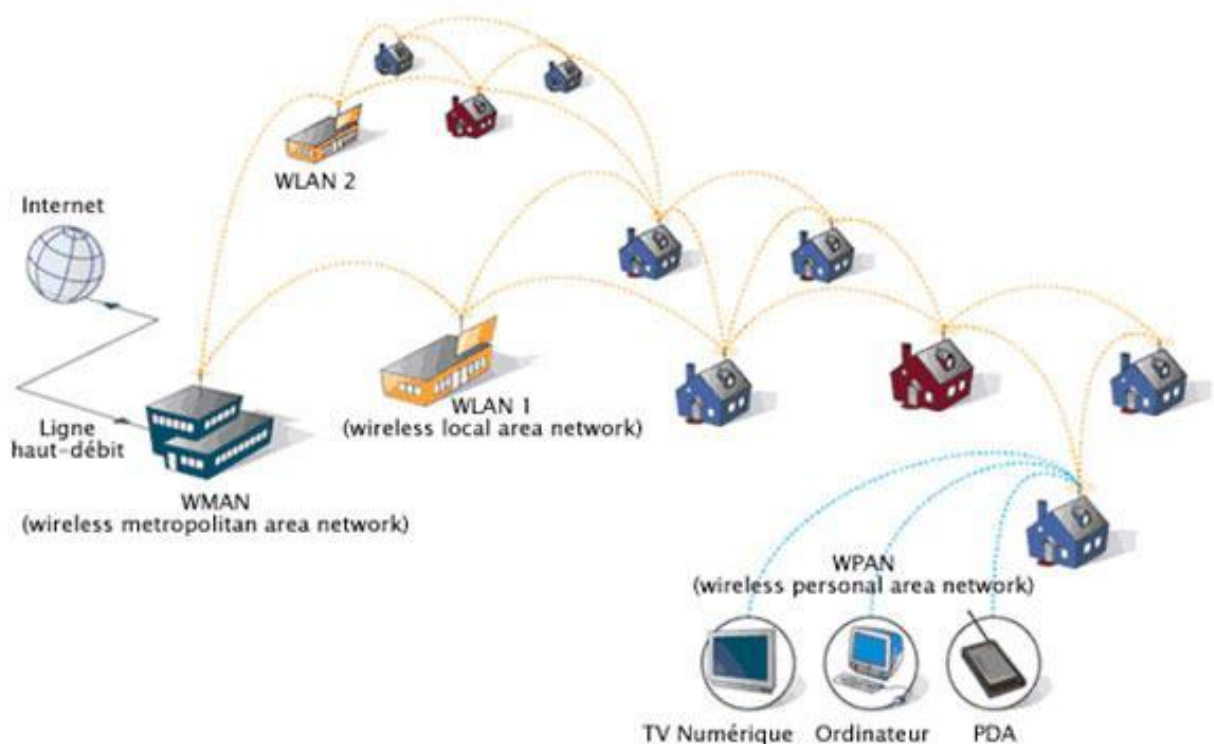 WLAN 2
Internet
WLAN 1
(wireless local area network)
Ligne
haut-débit
WMAN
(wireless metropolitan area network)
WPAN
(wireless personal area network)
TV Numérique
Ordinateur
PDA